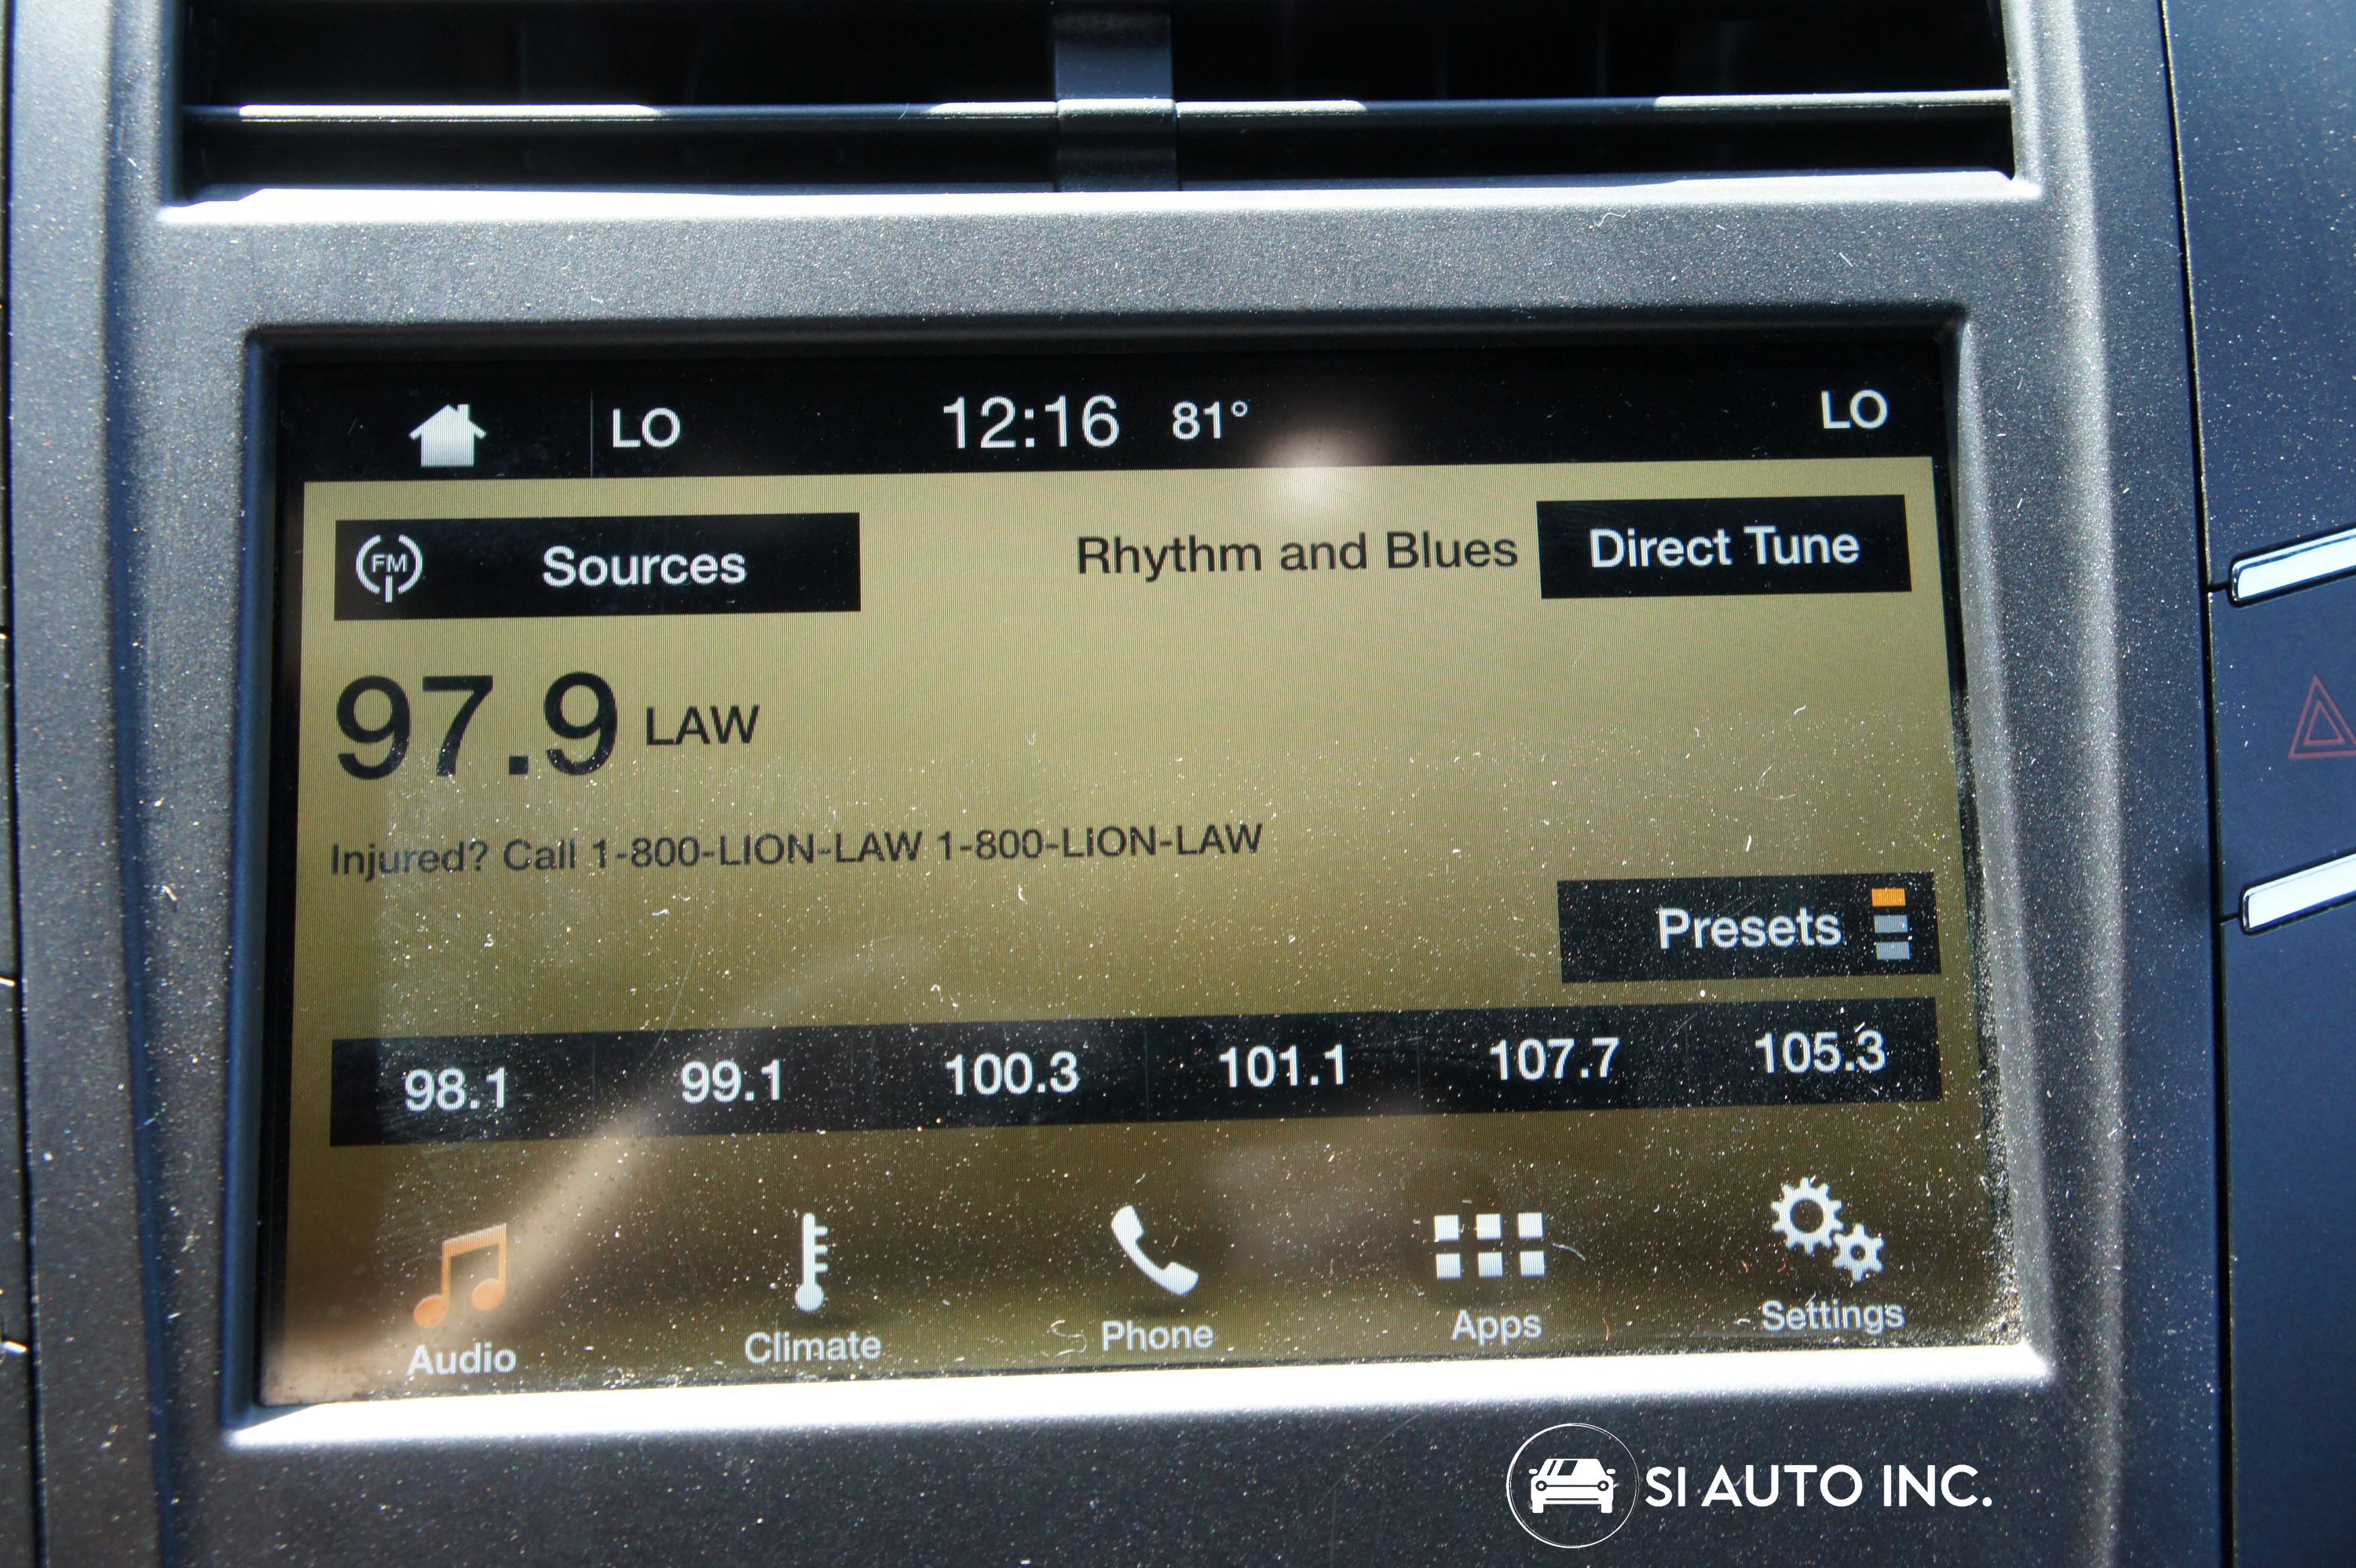 LO 12:16 81° LO
FM Sources Rhythm and Blues Direct Tune
97.9 LAW
Injured? Call 1-800-LION-LAW 1-800-LION-LAW
Presets
98.1 99.1 100.3 101.1 107.7 105.3
Audio Climate Phone Apps Settings
SI AUTO INC.